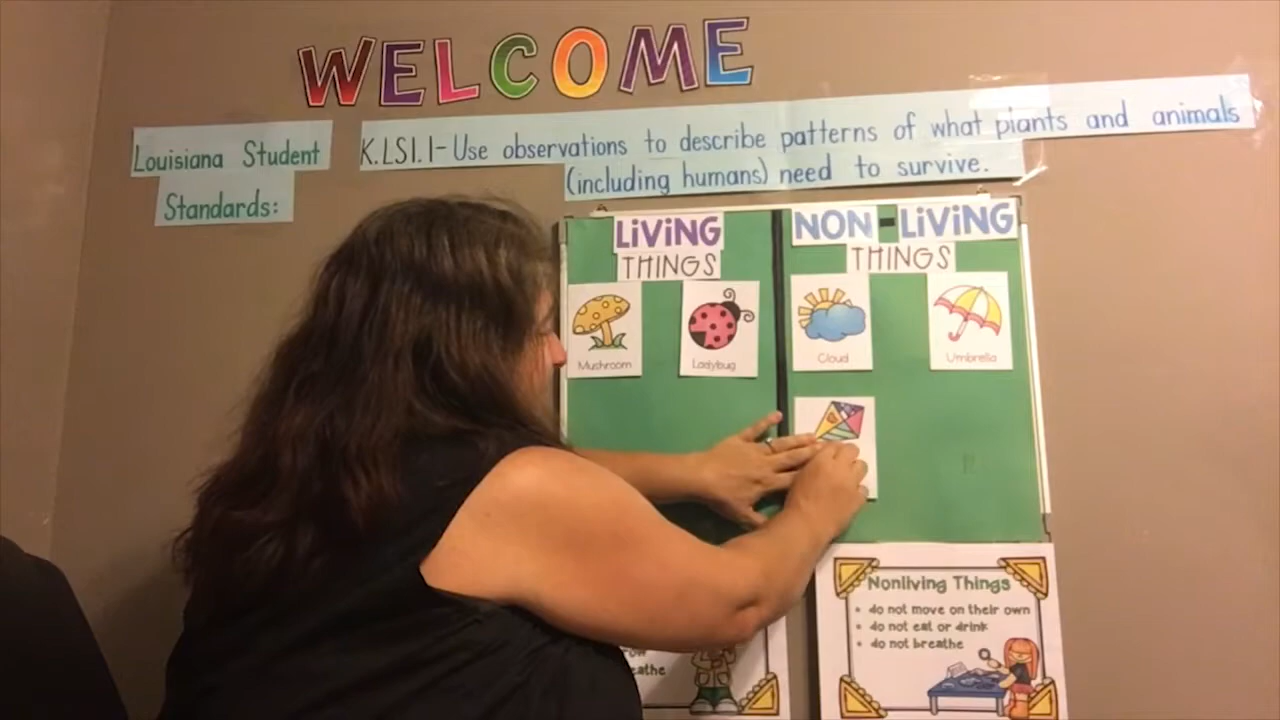 WELCOME
Louisiana Student
Standards:
K.LS1.1- Use observations to describe patterns of what plants and animals
(including humans) need to survive.
LiViNG
THINGS
NON-LiViNG
THINGS
Mushroom
Ladybug
Cloud
Umbrella
Nonliving Things
• do not move on their own
• do not eat or drink
• do not breathe